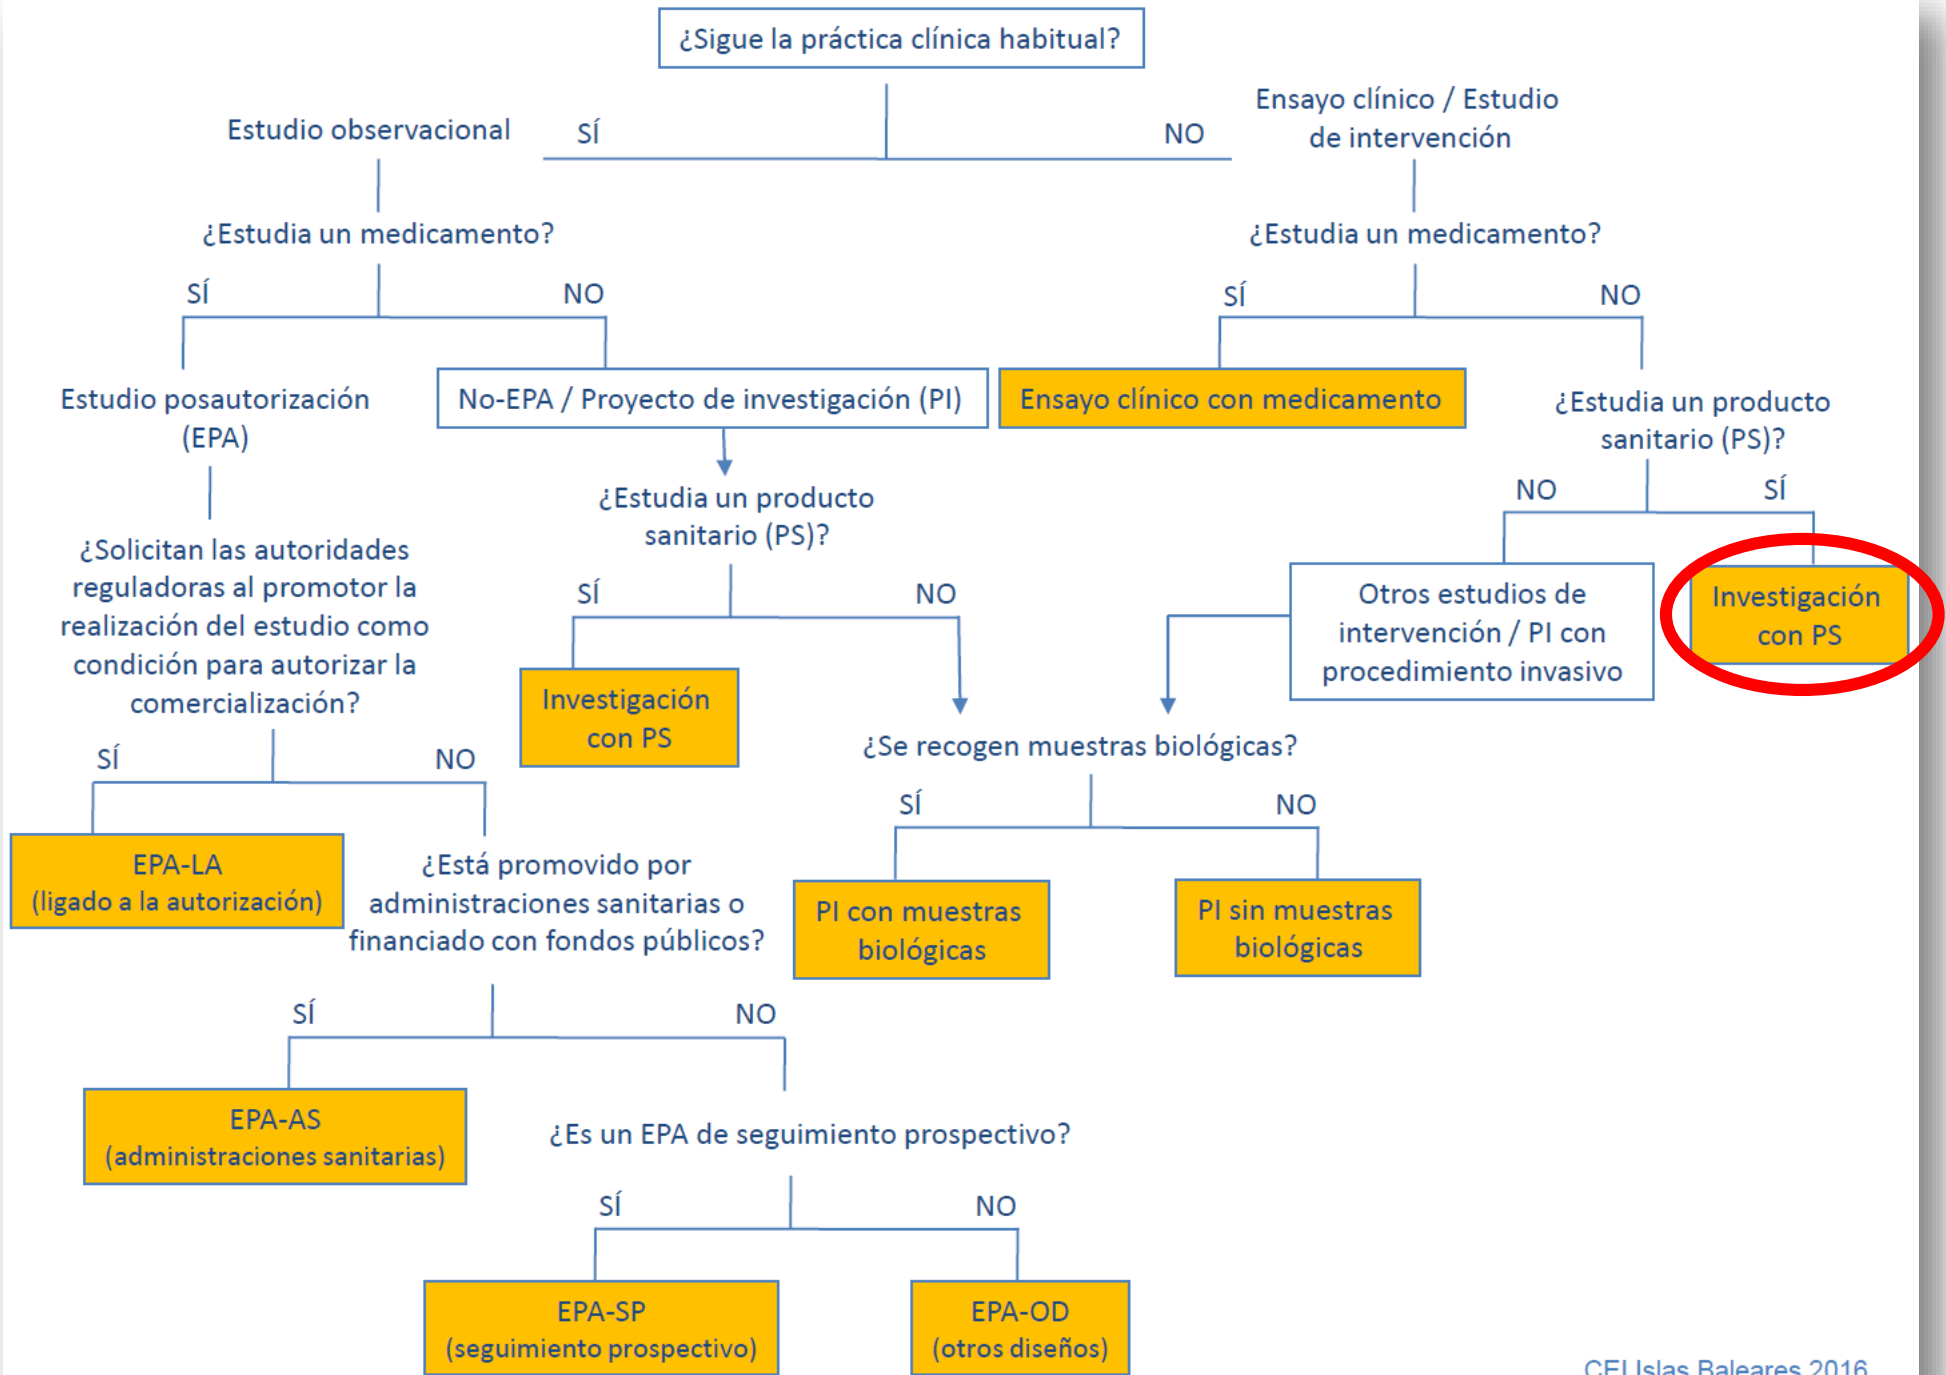 ¿Sigue la práctica clínica habitual?
Estudio observacional
SÍ
NO
Ensayo clínico / Estudio
de intervención
¿Estudia un medicamento?
¿Estudia un medicamento?
SÍ
NO
SÍ
NO
Estudio posautorización
(EPA)
No-EPA / Proyecto de investigación (PI)
Ensayo clínico con medicamento
¿Estudia un producto
sanitario (PS)?
¿Estudia un producto
sanitario (PS)?
NO
SÍ
¿Solicitan las autoridades
reguladoras al promotor la
realización del estudio como
condición para autorizar la
comercialización?
SÍ
NO
Otros estudios de
intervención / PI con
procedimiento invasivo
Investigación
con PS
Investigación
con PS
¿Se recogen muestras biológicas?
SÍ
NO
SÍ
NO
EPA-LA
(ligado a la autorización)
¿Está promovido por
administraciones sanitarias o
financiado con fondos públicos?
PI con muestras
biológicas
PI sin muestras
biológicas
SÍ
NO
EPA-AS
(administraciones sanitarias)
¿Es un EPA de seguimiento prospectivo?
SÍ
NO
EPA-SP
(seguimiento prospectivo)
EPA-OD
(otros diseños)
CEI Islas Baleares 2016